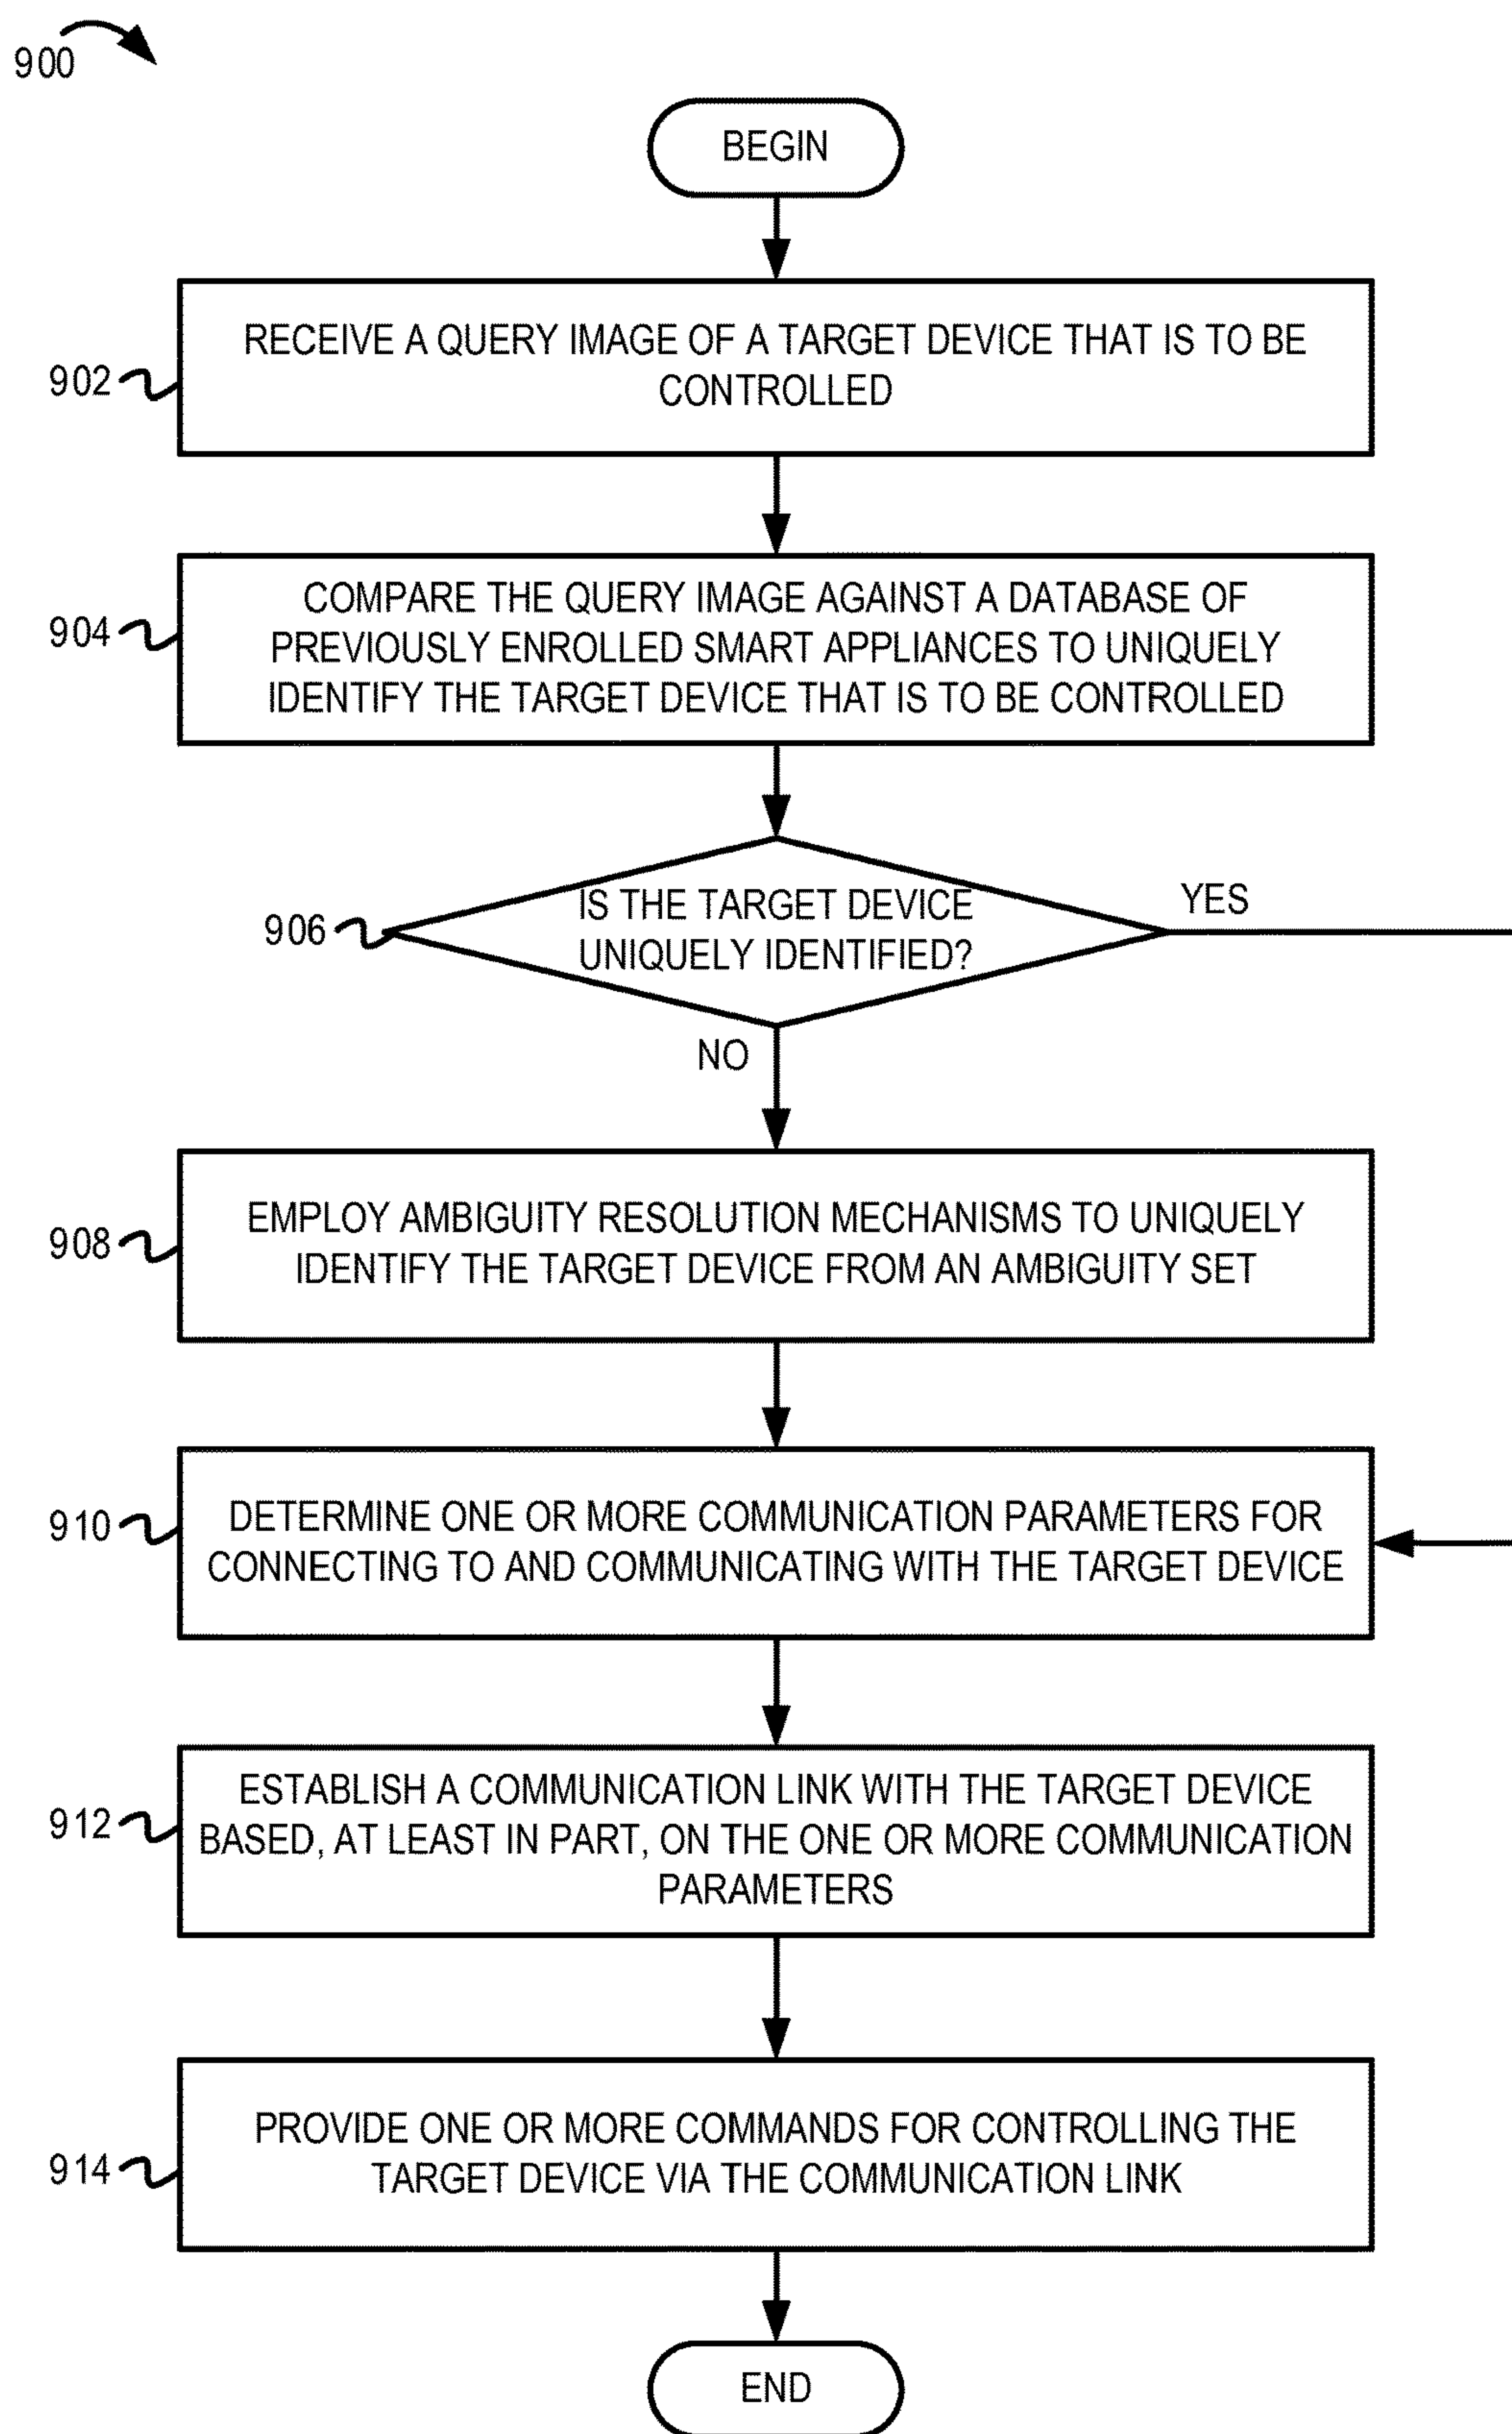 900
BEGIN
RECEIVE A QUERY IMAGE OF A TARGET DEVICE THAT IS TO BE
CONTROLLED
902
COMPARE THE QUERY IMAGE AGAINST A DATABASE OF
PREVIOUSLY ENROLLED SMART APPLIANCES TO UNIQUELY
IDENTIFY THE TARGET DEVICE THAT IS TO BE CONTROLLED
904
IS THE TARGET DEVICE
UNIQUELY IDENTIFIED?
906
YES
NO
EMPLOY AMBIGUITY RESOLUTION MECHANISMS TO UNIQUELY
IDENTIFY THE TARGET DEVICE FROM AN AMBIGUITY SET
908
DETERMINE ONE OR MORE COMMUNICATION PARAMETERS FOR
CONNECTING TO AND COMMUNICATING WITH THE TARGET DEVICE
910
ESTABLISH A COMMUNICATION LINK WITH THE TARGET DEVICE
BASED, AT LEAST IN PART, ON THE ONE OR MORE COMMUNICATION
PARAMETERS
912
PROVIDE ONE OR MORE COMMANDS FOR CONTROLLING THE
TARGET DEVICE VIA THE COMMUNICATION LINK
914
END